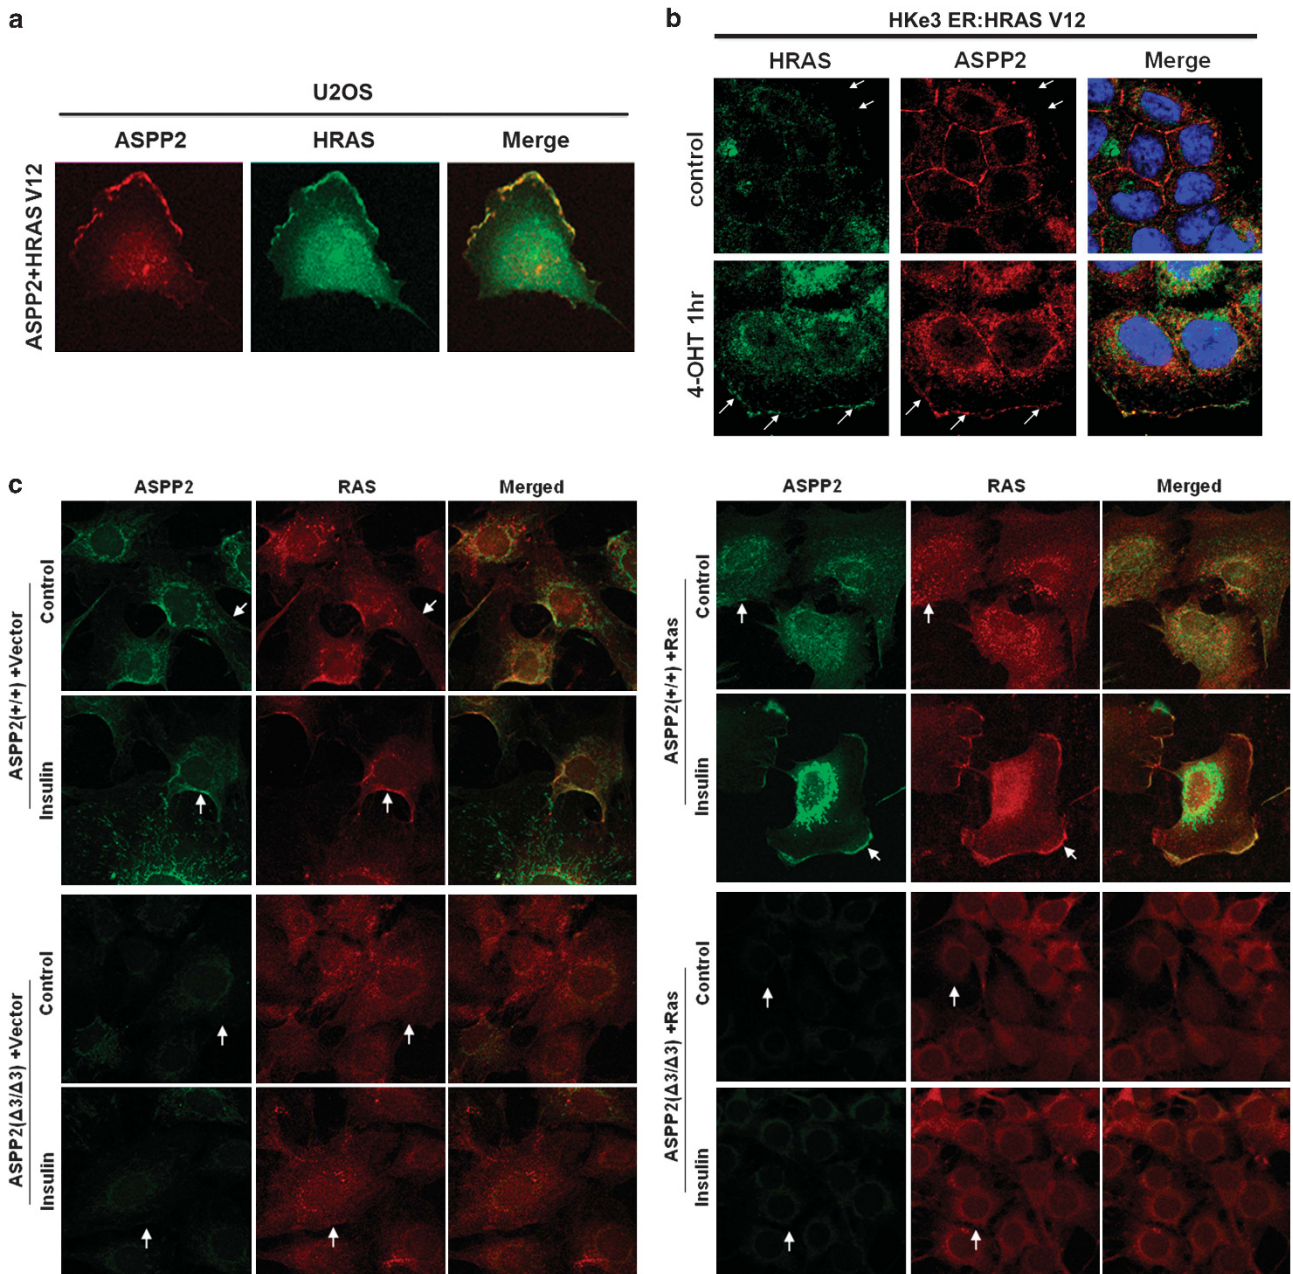 a
U2OS
ASPP2 HRAS Merge
ASPP2+HRAS V12
b
HKe3 ER:HRAS V12
HRAS ASPP2 Merge
control
4-OHT 1hr
c
ASPP2 RAS Merged
ASPP2(+/+) +Vector
Control
Insulin
ASPP2(Δ3/Δ3) +Vector
Control
Insulin
ASPP2 RAS Merged
ASPP2(+/+) +Ras
Control
Insulin
ASPP2(Δ3/Δ3) +Ras
Control
Insulin